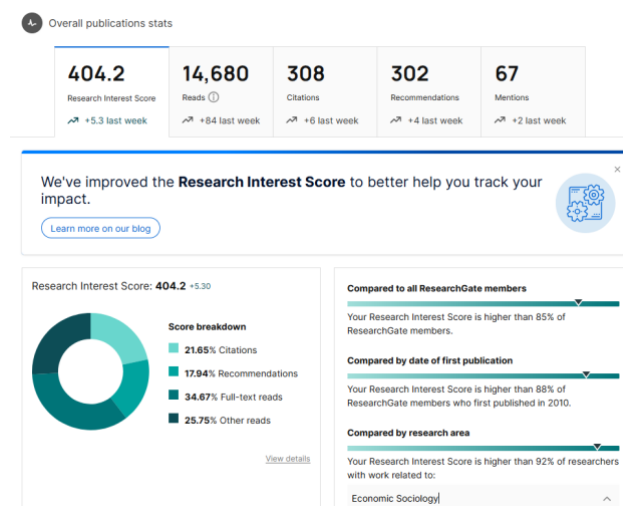 Overall publications stats
404.2
Research Interest Score
+5.3 last week
14,680
Reads
+84 last week
308
Citations
+6 last week
302
Recommendations
+4 last week
67
Mentions
+2 last week
We've improved the Research Interest Score to better help you track your
impact.
Learn more on our blog
Research Interest Score: 404.2 +5.30
Score breakdown
21.65% Citations
17.94% Recommendations
34.67% Full-text reads
25.75% Other reads
View details
Compared to all ResearchGate members
Your Research Interest Score is higher than 85% of
ResearchGate members.
Compared by date of first publication
Your Research Interest Score is higher than 88% of
ResearchGate members who first published in 2010.
Compared by research area
Your Research Interest Score is higher than 92% of researchers
with work related to:
Economic Sociology